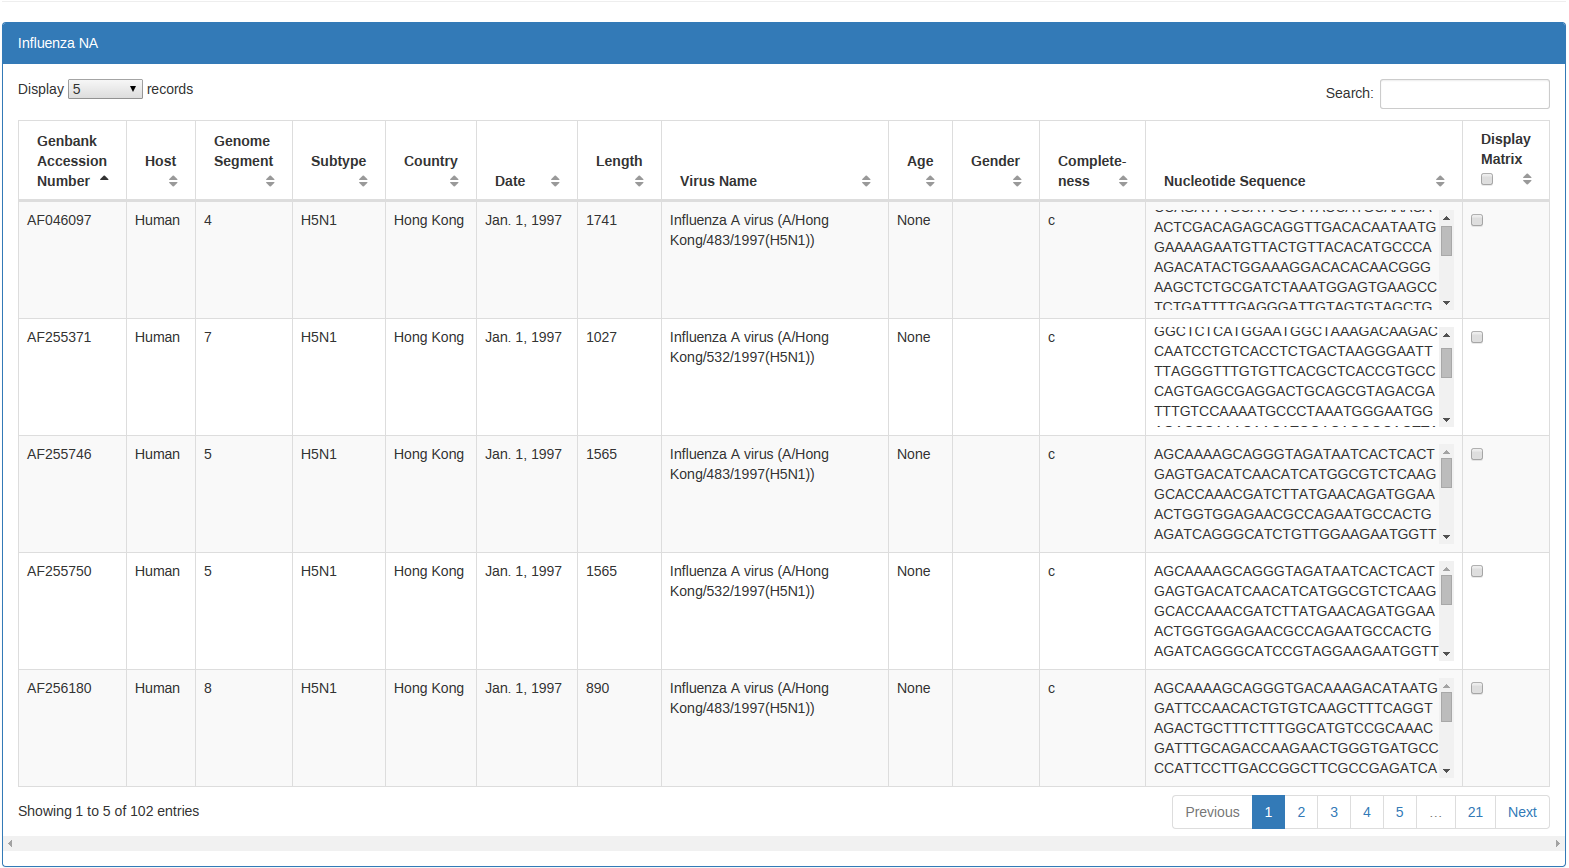 Influenza NA
Display 5 records
Search:
Genbank Accession Number
Host
Genome Segment
Subtype
Country
Date
Length
Virus Name
Age
Gender
Complete-
ness
Nucleotide Sequence
Display Matrix
AF046097 Human 4 H5N1 Hong Kong Jan. 1, 1997 1741 Influenza A virus (A/Hong None c
Kong/483/1997(H5N1))
ACTCGACAGAGCAGGTTGACACAATAATG
GAAAAGAATGTTACTGTTACACATGCCCA
AGACATACTGGAAAGGACACACAACGGG
AAGCTCTGCGATCTAAATGGAGTGAAGCC
TCTGATTTTGAGGGATTGTAGTGTAGCTG
AF255371 Human 7 H5N1 Hong Kong Jan. 1, 1997 1027 Influenza A virus (A/Hong None c
Kong/532/1997(H5N1))
GGCTCTCATGGAATGGCTAAAGACAAGAC
CAATCCTGTCACCTCTGACTAAGGGAATT
TTAGGGTTTGTGTTCACGCTCACCGTGCC
CAGTGAGCGAGGACTGCAGCGTAGACGA
TTTGTCCAAAATGCCCTAAATGGGAATGG
AF255746 Human 5 H5N1 Hong Kong Jan. 1, 1997 1565 Influenza A virus (A/Hong None c
Kong/483/1997(H5N1))
AGCAAAAGCAGGGTAGATAATCACTCACT
GAGTGACATCAACATCATGGCGTCTCAAG
GCACCAAACGATCTTATGAACAGATGGAA
ACTGGTGGAGAACGCCAGAATGCCACTG
AGATCAGGGCATCTGTTGGAAGAATGGTT
AF255750 Human 5 H5N1 Hong Kong Jan. 1, 1997 1565 Influenza A virus (A/Hong None c
Kong/532/1997(H5N1))
AGCAAAAGCAGGGTAGATAATCACTCACT
GAGTGACATCAACATCATGGCGTCTCAAG
GCACCAAACGATCTTATGAACAGATGGAA
ACTGGTGGAGAACGCCAGAATGCCACTG
AGATCAGGGCATCCGTAGGAAGAATGGTT
AF256180 Human 8 H5N1 Hong Kong Jan. 1, 1997 890 Influenza A virus (A/Hong None c
Kong/483/1997(H5N1))
AGCAAAAGCAGGGTGACAAAGACATAATG
GATTCCAACACTGTGTCAAGCTTTCAGGT
AGACTGCTTTCTTTGGCATGTCCGCAAAC
GATTTGCAGACCAAGAACTGGGTGATGCC
CCATTCCTTGACCGGCTTCGCCGAGATCA
Showing 1 to 5 of 102 entries
Previous 1 2 3 4 5 … 21 Next